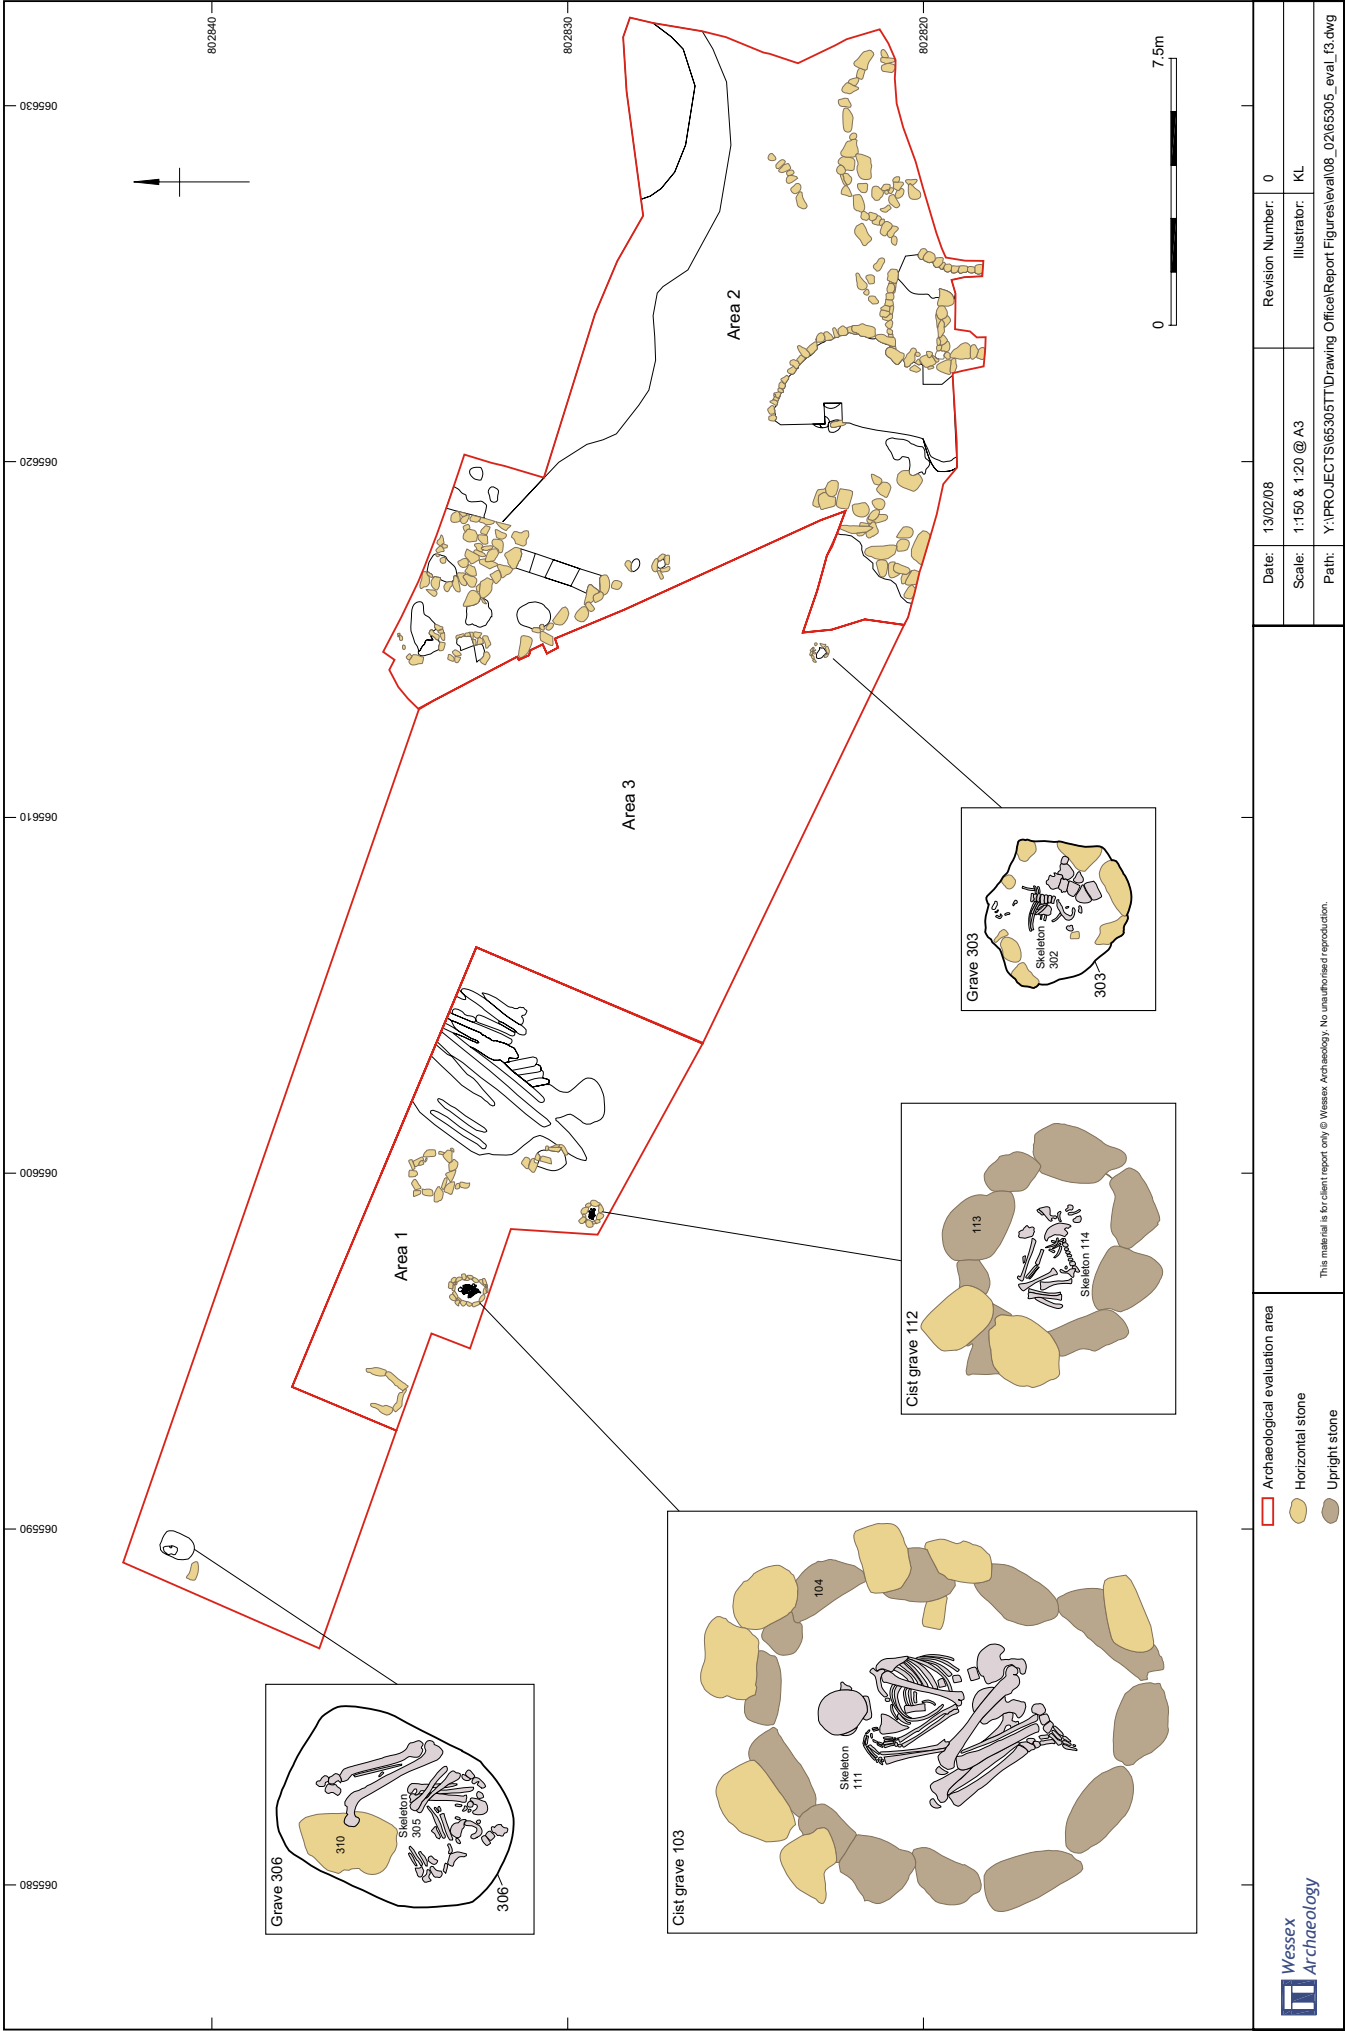 065580
065590
065600
065610
065620
065630
802840
802830
802820
Grave 306
310
Skeleton
305
306
Area 1
Area 3
Area 2
Cist grave 103
104
Skeleton
111
Cist grave 112
113
Skeleton 114
Grave 303
Skeleton
302
303
0
7.5m
Wessex
Archaeology
Archaeological evaluation area
Horizontal stone
Upright stone
This material is for client report only © Wessex Archaeology. No unauthorised reproduction.
Date: 13/02/08 Revision Number: 0
Scale: 1:150 & 1:20 @ A3 Illustrator: KL
Path: Y:\PROJECTS\65305TT\Drawing Office\Report Figures\eval\08_02\65305_eval_f3.dwg